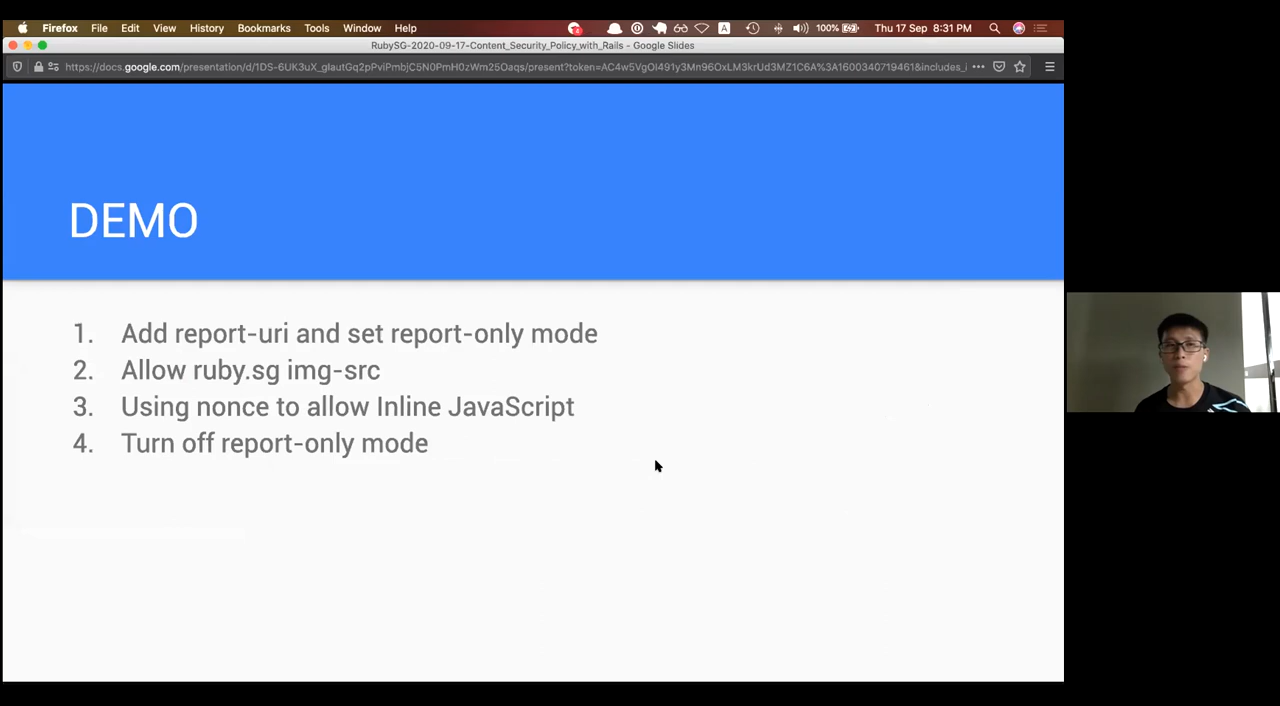 Firefox File Edit View History Bookmarks Tools Window Help
A 100% Thu 17 Sep 8:31 PM
RubySG-2020-09-17-Content_Security_Policy_with_Rails - Google Slides
DEMO
1. Add report-uri and set report-only mode
2. Allow ruby.sg img-src
3. Using nonce to allow Inline JavaScript
4. Turn off report-only mode